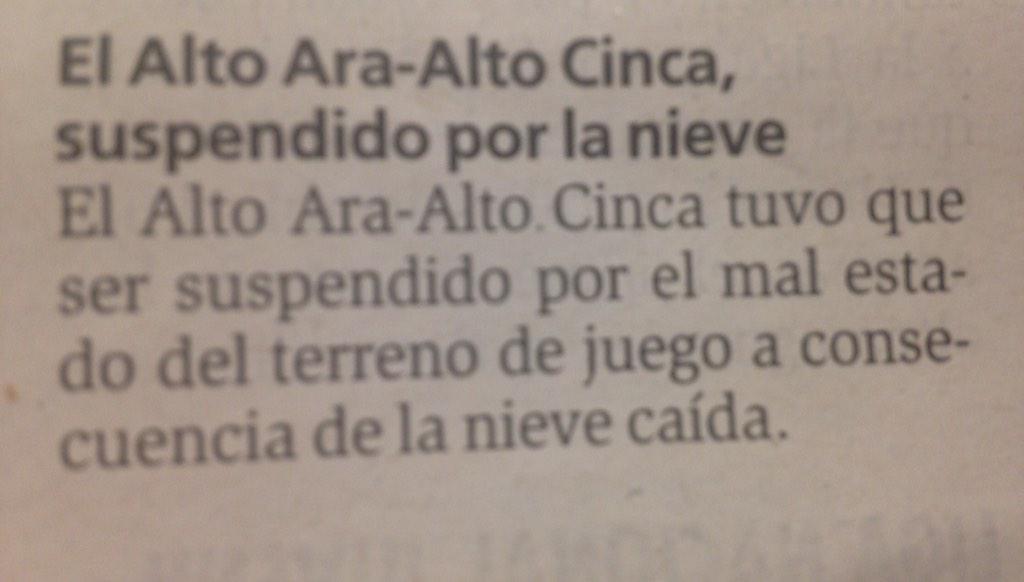 El Alto Ara-Alto Cinca,
suspendido por la nieve
El Alto Ara-Alto Cinca tuvo que
ser suspendido por el mal esta-
do del terreno de juego a conse-
cuencia de la nieve caída.